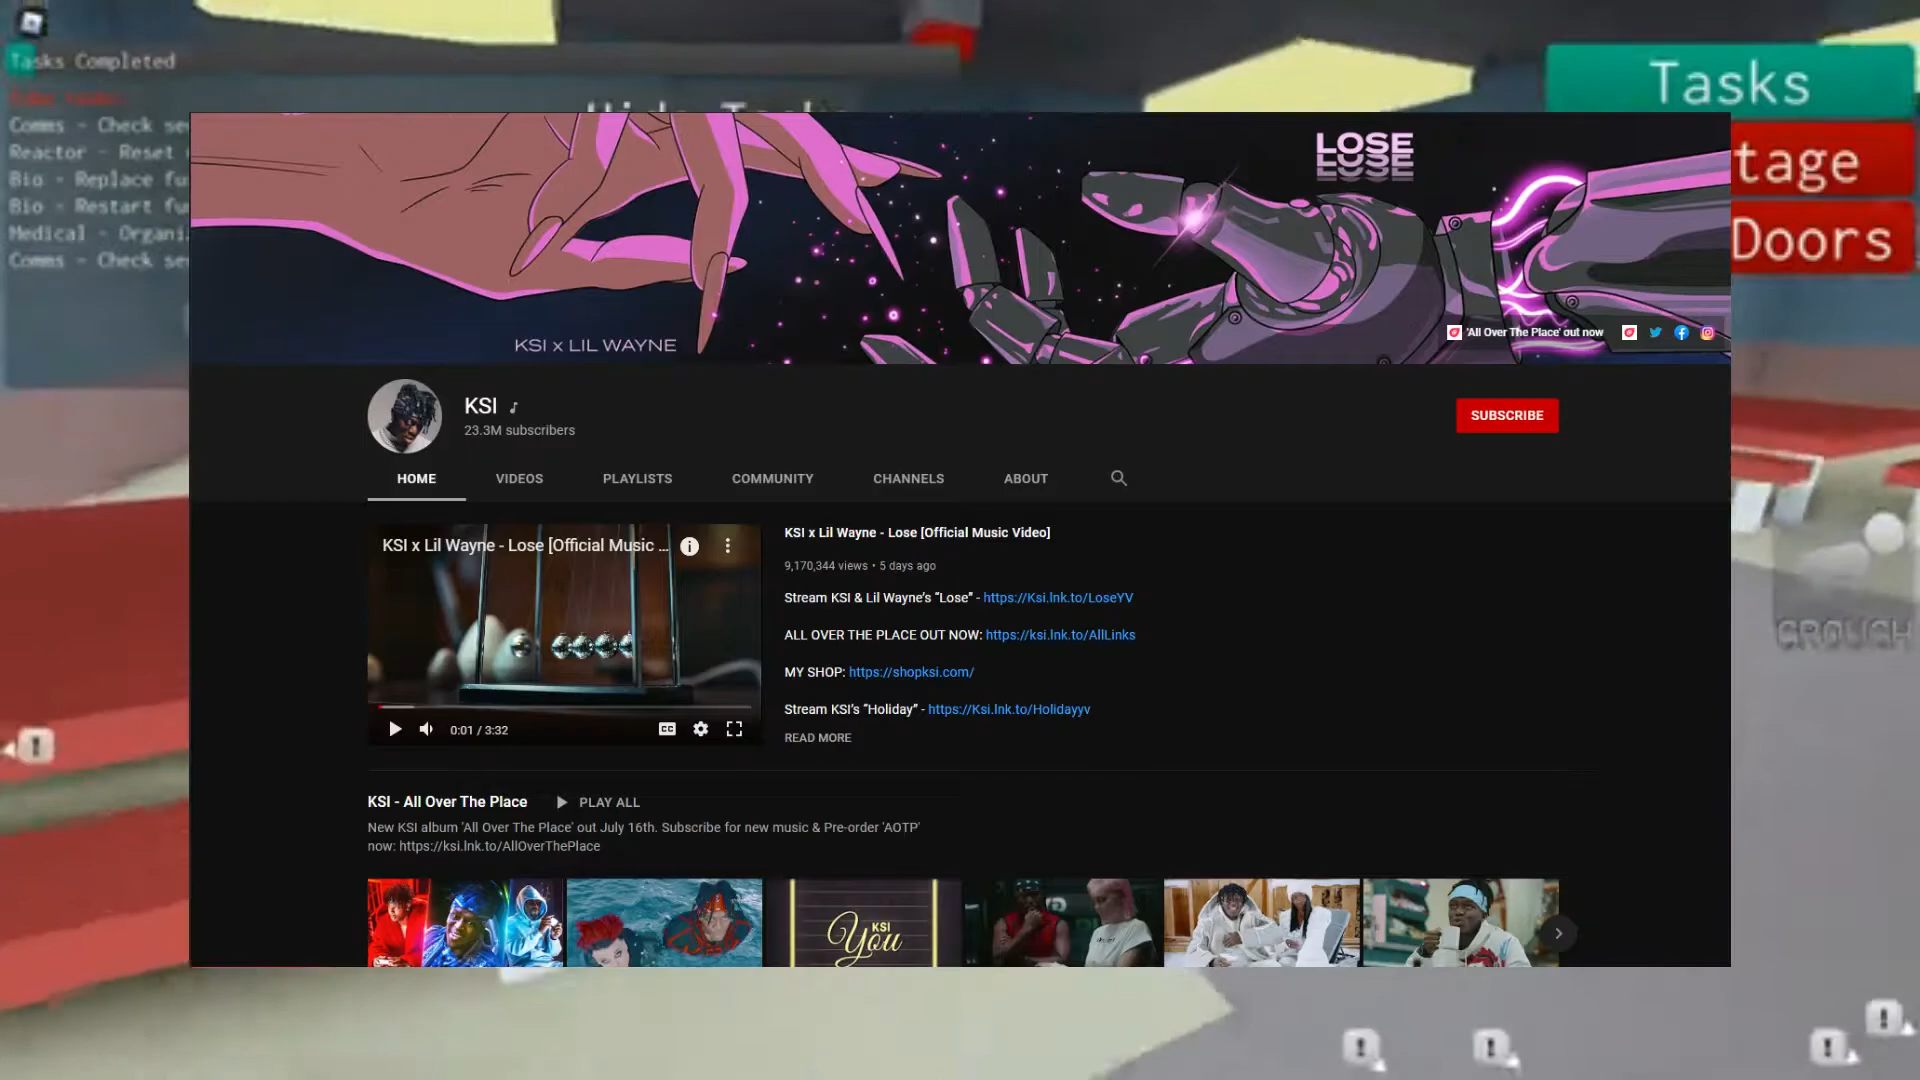 Tasks Completed
Comms - Check se
Reactor - Reset
Bio - Replace fu
Bio - Restart fu
Medical - Organi
Comms - Check se
Tasks
tage
Doors
CROUCH
LOSE
LOSE
KSI x LIL WAYNE
'All Over The Place' out now
KSI
23.3M subscribers
SUBSCRIBE
HOME
VIDEOS
PLAYLISTS
COMMUNITY
CHANNELS
ABOUT
KSI x Lil Wayne - Lose [Official Music ...
0:01 / 3:32
CC
KSI x Lil Wayne - Lose [Official Music Video]
9,170,344 views • 5 days ago
Stream KSI & Lil Wayne's "Lose" - https://Ksi.lnk.to/LoseYV
ALL OVER THE PLACE OUT NOW: https://ksi.lnk.to/AllLinks
MY SHOP: https://shopksi.com/
Stream KSI's "Holiday" - https://Ksi.lnk.to/Holidayyv
READ MORE
KSI - All Over The Place
PLAY ALL
New KSI album 'All Over The Place' out July 16th. Subscribe for new music & Pre-order 'AOTP'
now: https://ksi.lnk.to/AllOverThePlace
KSI
You